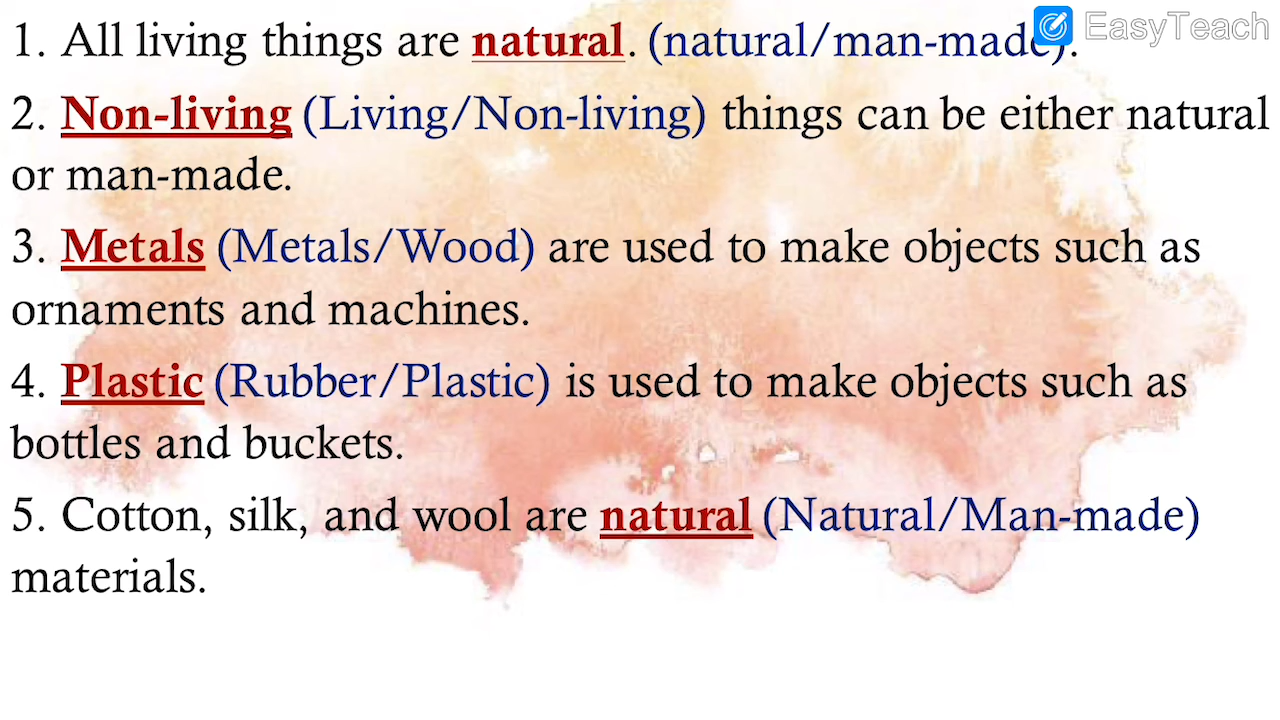 1. All living things are natural. (natural/man-made).
EasyTeach
2. Non-living (Living/Non-living) things can be either natural
or man-made.
3. Metals (Metals/Wood) are used to make objects such as
ornaments and machines.
4. Plastic (Rubber/Plastic) is used to make objects such as
bottles and buckets.
5. Cotton, silk, and wool are natural (Natural/Man-made)
materials.